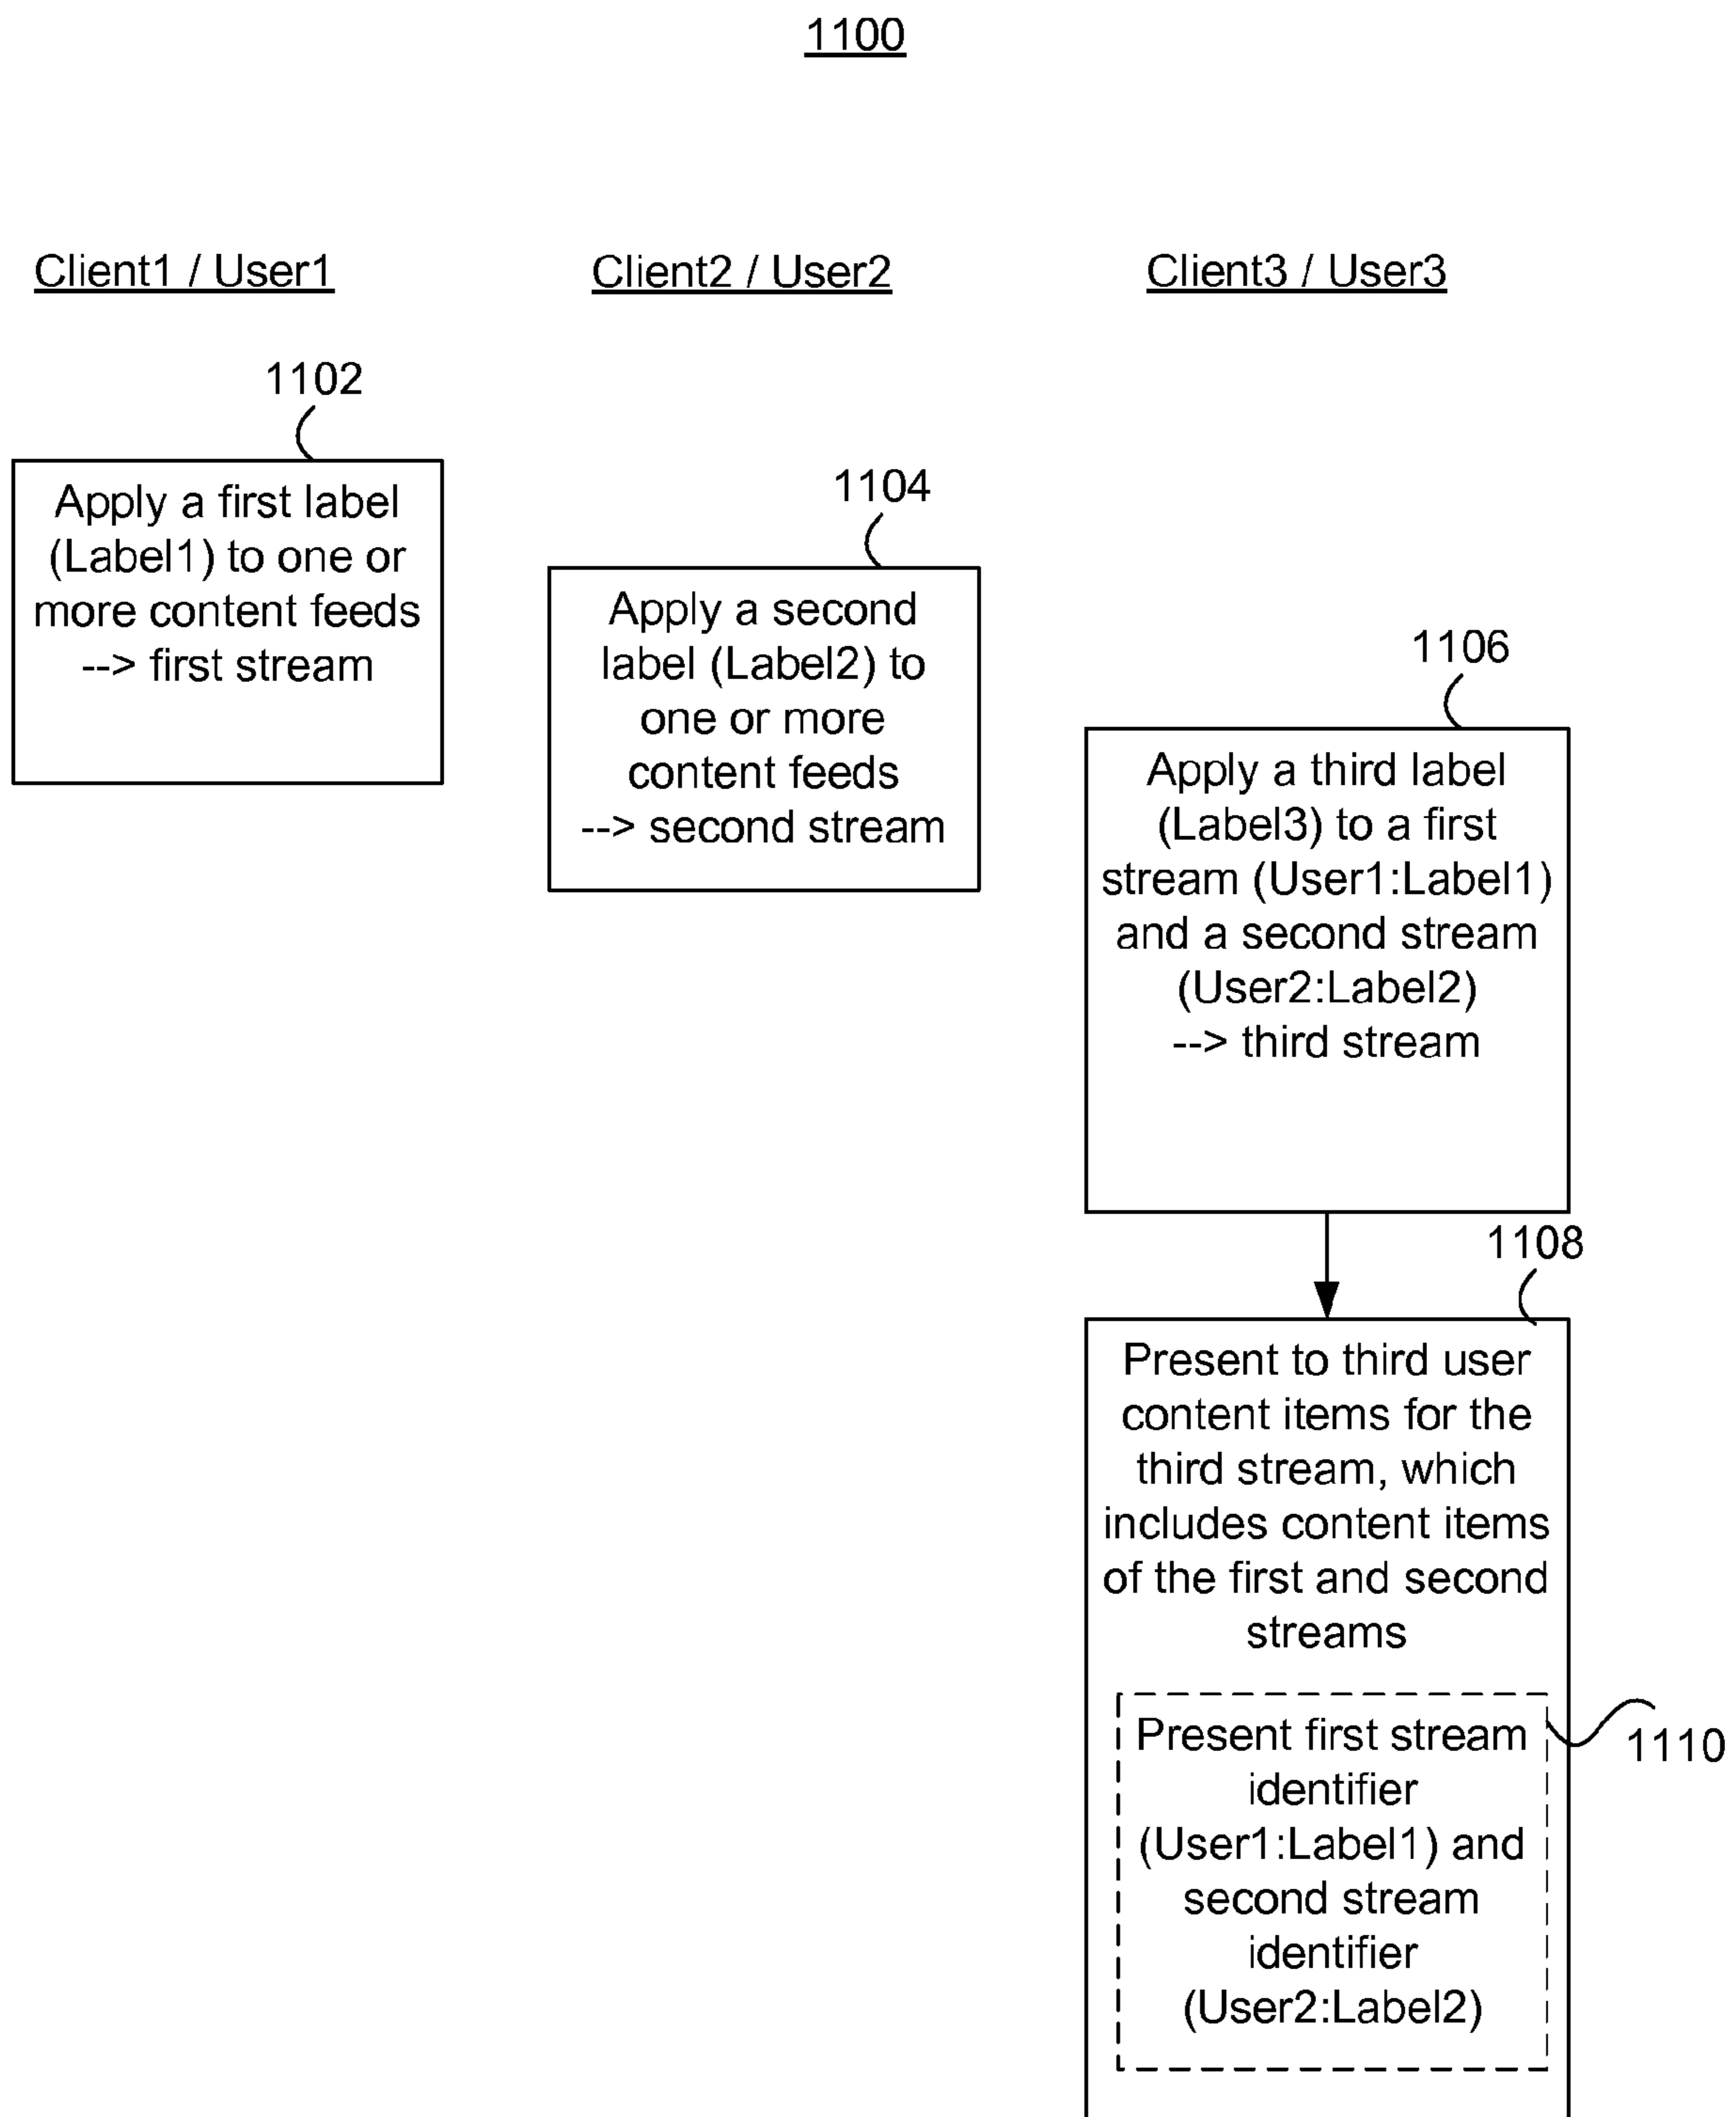 1100
Client1 / User1
Client2 / User2
Client3 / User3
1102
Apply a first label
(Label1) to one or
more content feeds
--> first stream
1104
Apply a second
label (Label2) to
one or more
content feeds
--> second stream
1106
Apply a third label
(Label3) to a first
stream (User1:Label1)
and a second stream
(User2:Label2)
--> third stream
1108
Present to third user
content items for the
third stream, which
includes content items
of the first and second
streams
Present first stream
identifier
(User1:Label1) and
second stream
identifier
(User2:Label2)
1110